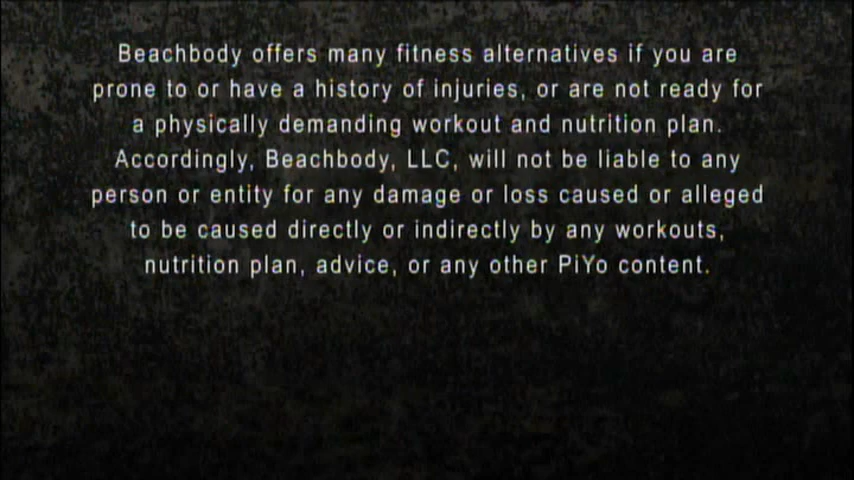 Beachbody offers many fitness alternatives if you are
prone to or have a history of injuries, or are not ready for
a physically demanding workout and nutrition plan.
Accordingly, Beachbody, LLC, will not be liable to any
person or entity for any damage or loss caused or alleged
to be caused directly or indirectly by any workouts,
nutrition plan, advice, or any other PiYo content.